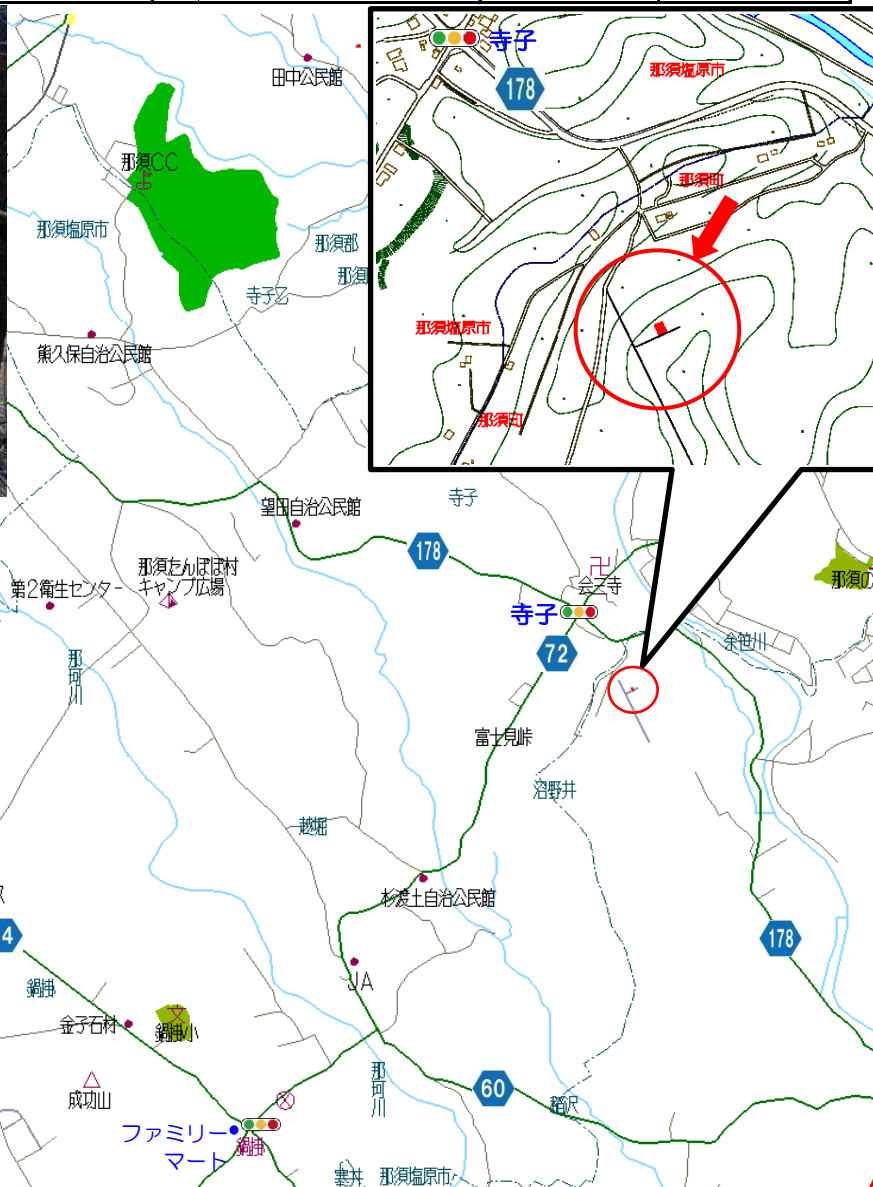 田中公民館
那須CC
那須塩原市
那須郡
寺子乙
熊久保自治公民館
寺子
178
那須塩原市
那須町
那須塩原市
那須町
望田自治公民館
寺子
178
那須たんぽぽ村
キャンプ広場
第2衛生センター
会三寺
寺子
72
余笹川
那須の
那珂川
富士見峠
沼野井
越堀
杉渡土自治公民館
4
178
JA
鍋掛
金子石材
鍋掛小
成功山
那珂川
60
稲沢
ファミリー
マート
鍋掛
寒井
那須塩原市